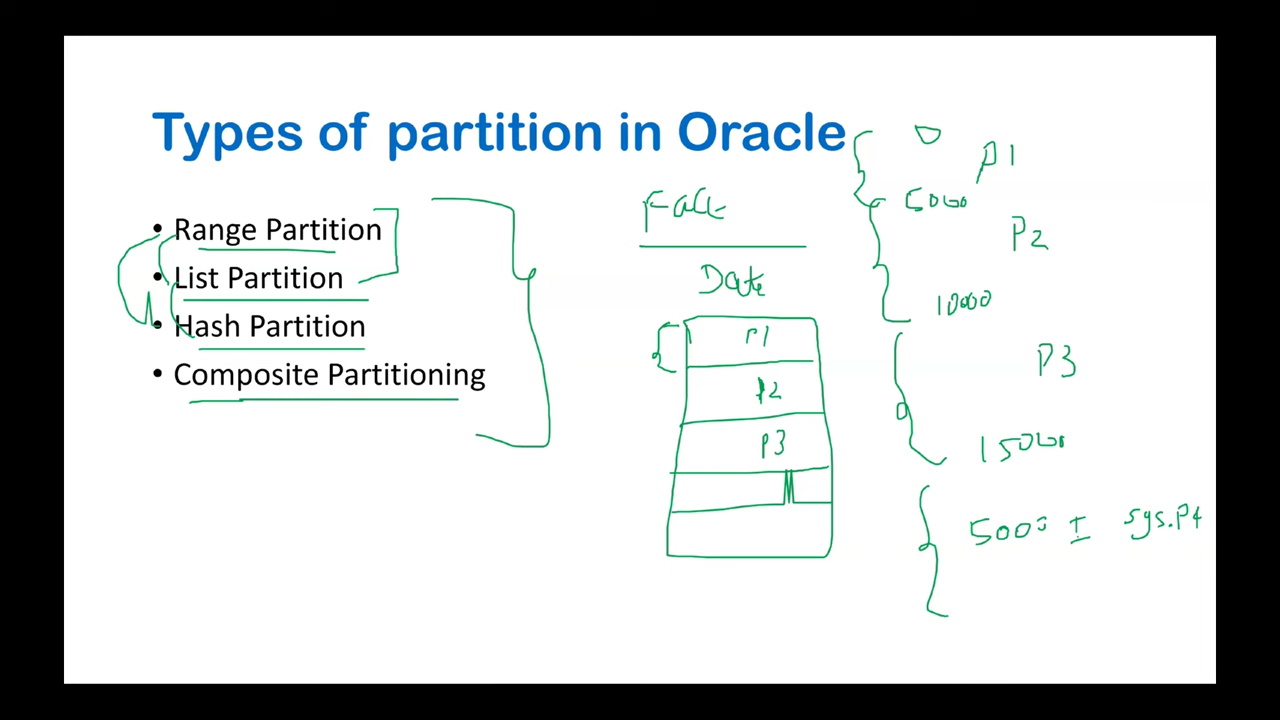 Types of partition in Oracle
• Range Partition
• List Partition
• Hash Partition
• Composite Partitioning
Fact
Date
P1
P2
P3
0
P1
5000
P2
10000
P3
15000
5000 I sys.P4